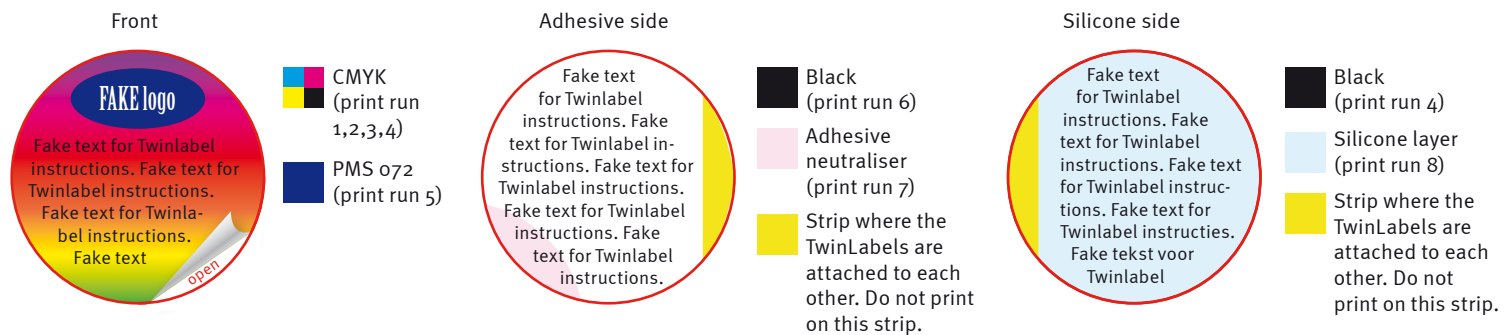 Front
FAKE logo
Fake text for Twinlabel
instructions. Fake text for
Twinlabel instructions.
Fake text for Twinla-
bel instructions.
Fake text
open
CMYK
(print run
1,2,3,4)
PMS 072
(print run 5)
Adhesive side
Fake text
for Twinlabel
instructions. Fake
text for Twinlabel in-
structions. Fake text for
Twinlabel instructions.
Fake text for Twinlabel
instructions. Fake
text for Twinlabel
instructions.
Black
(print run 6)
Adhesive
neutraliser
(print run 7)
Strip where the
TwinLabels are
attached to each
other. Do not print
on this strip.
Silicone side
Fake text
for Twinlabel
instructions. Fake
text for Twinlabel
instructions. Fake text
for Twinlabel instruc-
tions. Fake text for
Twinlabel instructies.
Fake tekst voor
Twinlabel
Black
(print run 4)
Silicone layer
(print run 8)
Strip where the
TwinLabels are
attached to each
other. Do not
print on this strip.